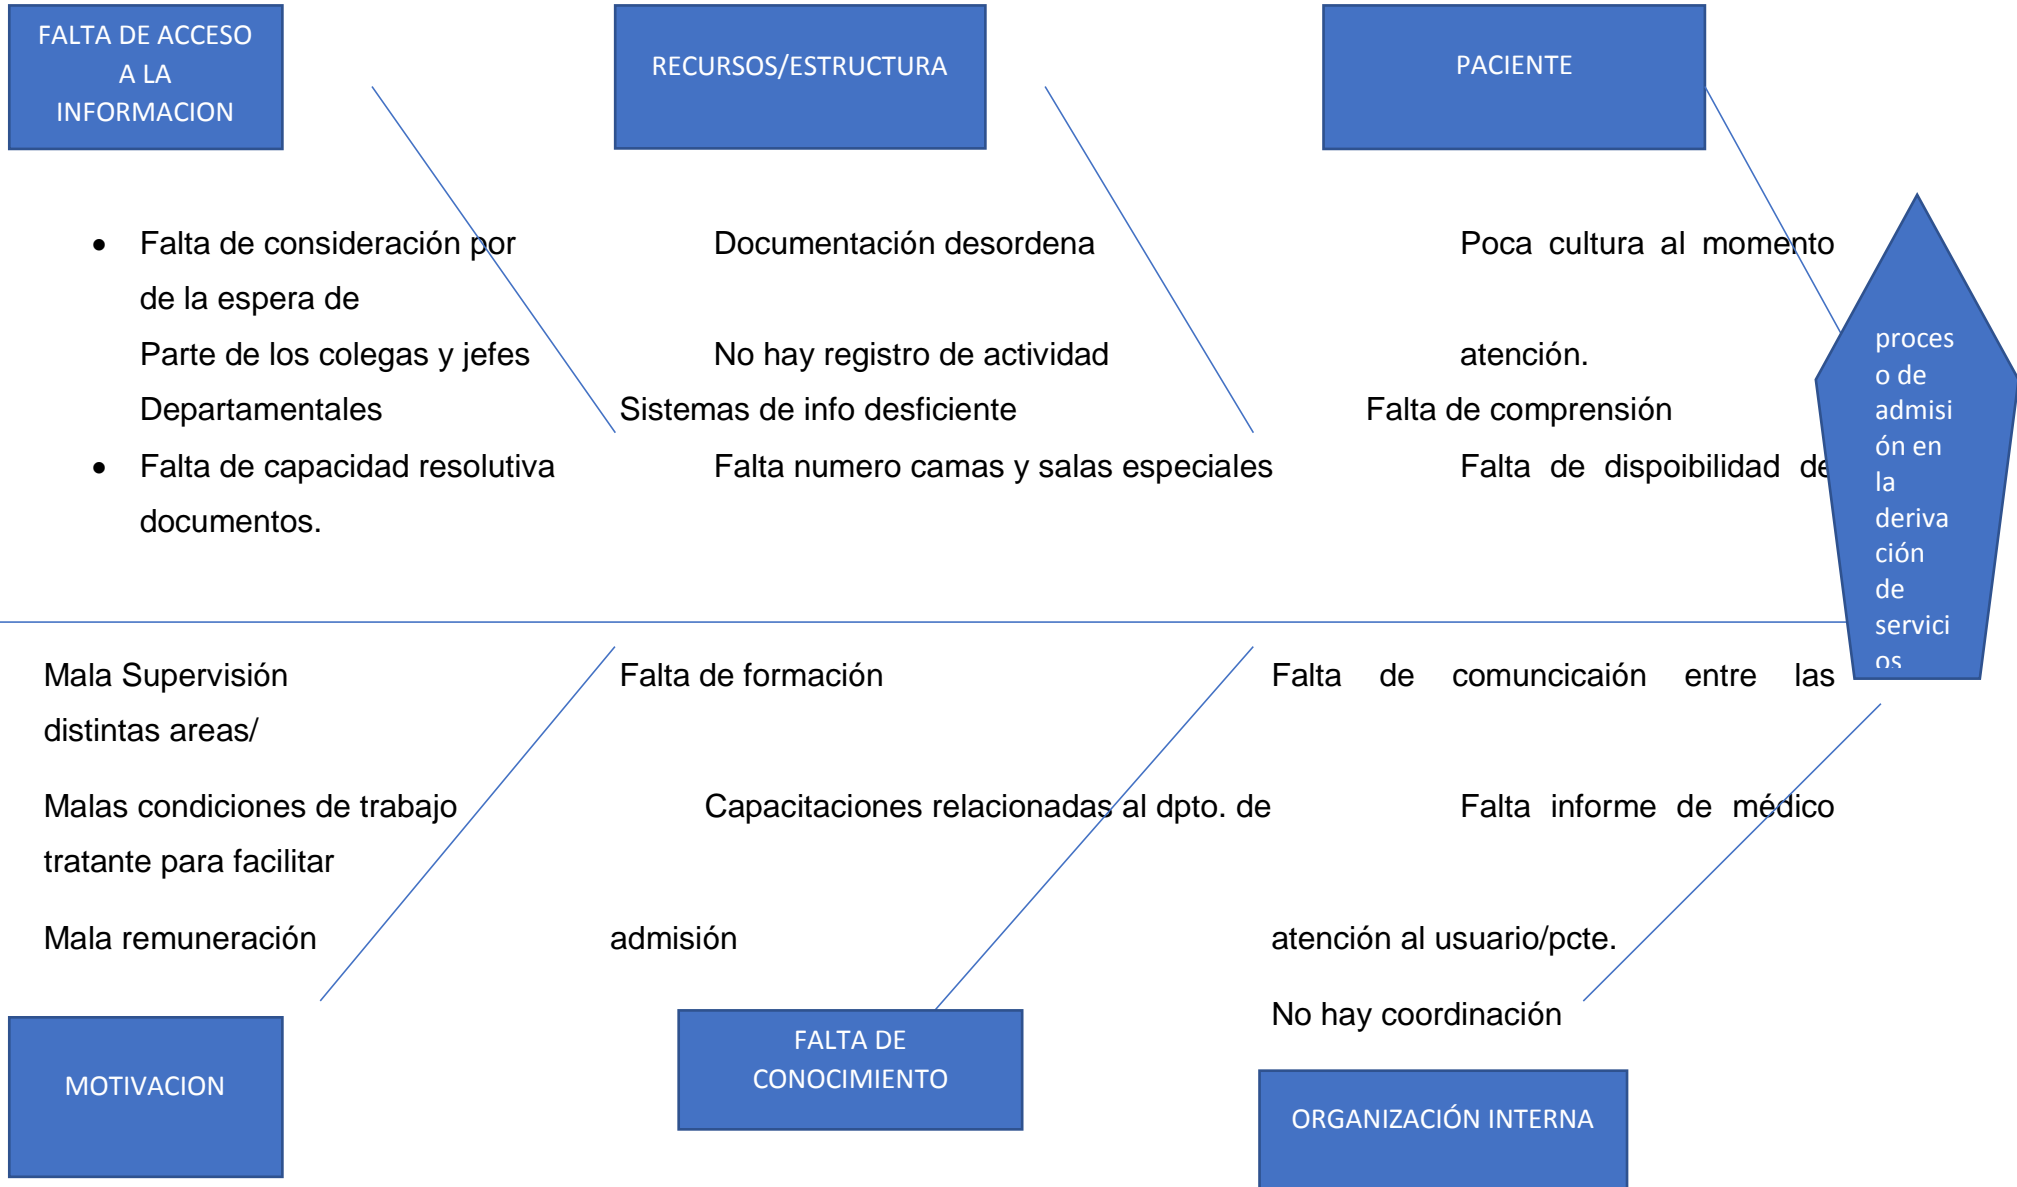 FALTA DE ACCESO
A LA
INFORMACION
RECURSOS/ESTRUCTURA
PACIENTE
• Falta de consideración por Documentación desordena Poca cultura al momento
de la espera de
Parte de los colegas y jefes No hay registro de actividad atención.
Departamentales Sistemas de info desficiente Falta de comprensión
• Falta de capacidad resolutiva Falta numero camas y salas especiales Falta de dispoibilidad de
documentos.
proces
o de
admisi
ón en
la
deriva
ción
de
servici
os
Mala Supervisión Falta de formación Falta de comuncicaión entre las
distintas areas/
Malas condiciones de trabajo Capacitaciones relacionadas al dpto. de Falta informe de médico
tratante para facilitar
Mala remuneración admisión atención al usuario/pcte.
No hay coordinación
MOTIVACION
FALTA DE
CONOCIMIENTO
ORGANIZACIÓN INTERNA